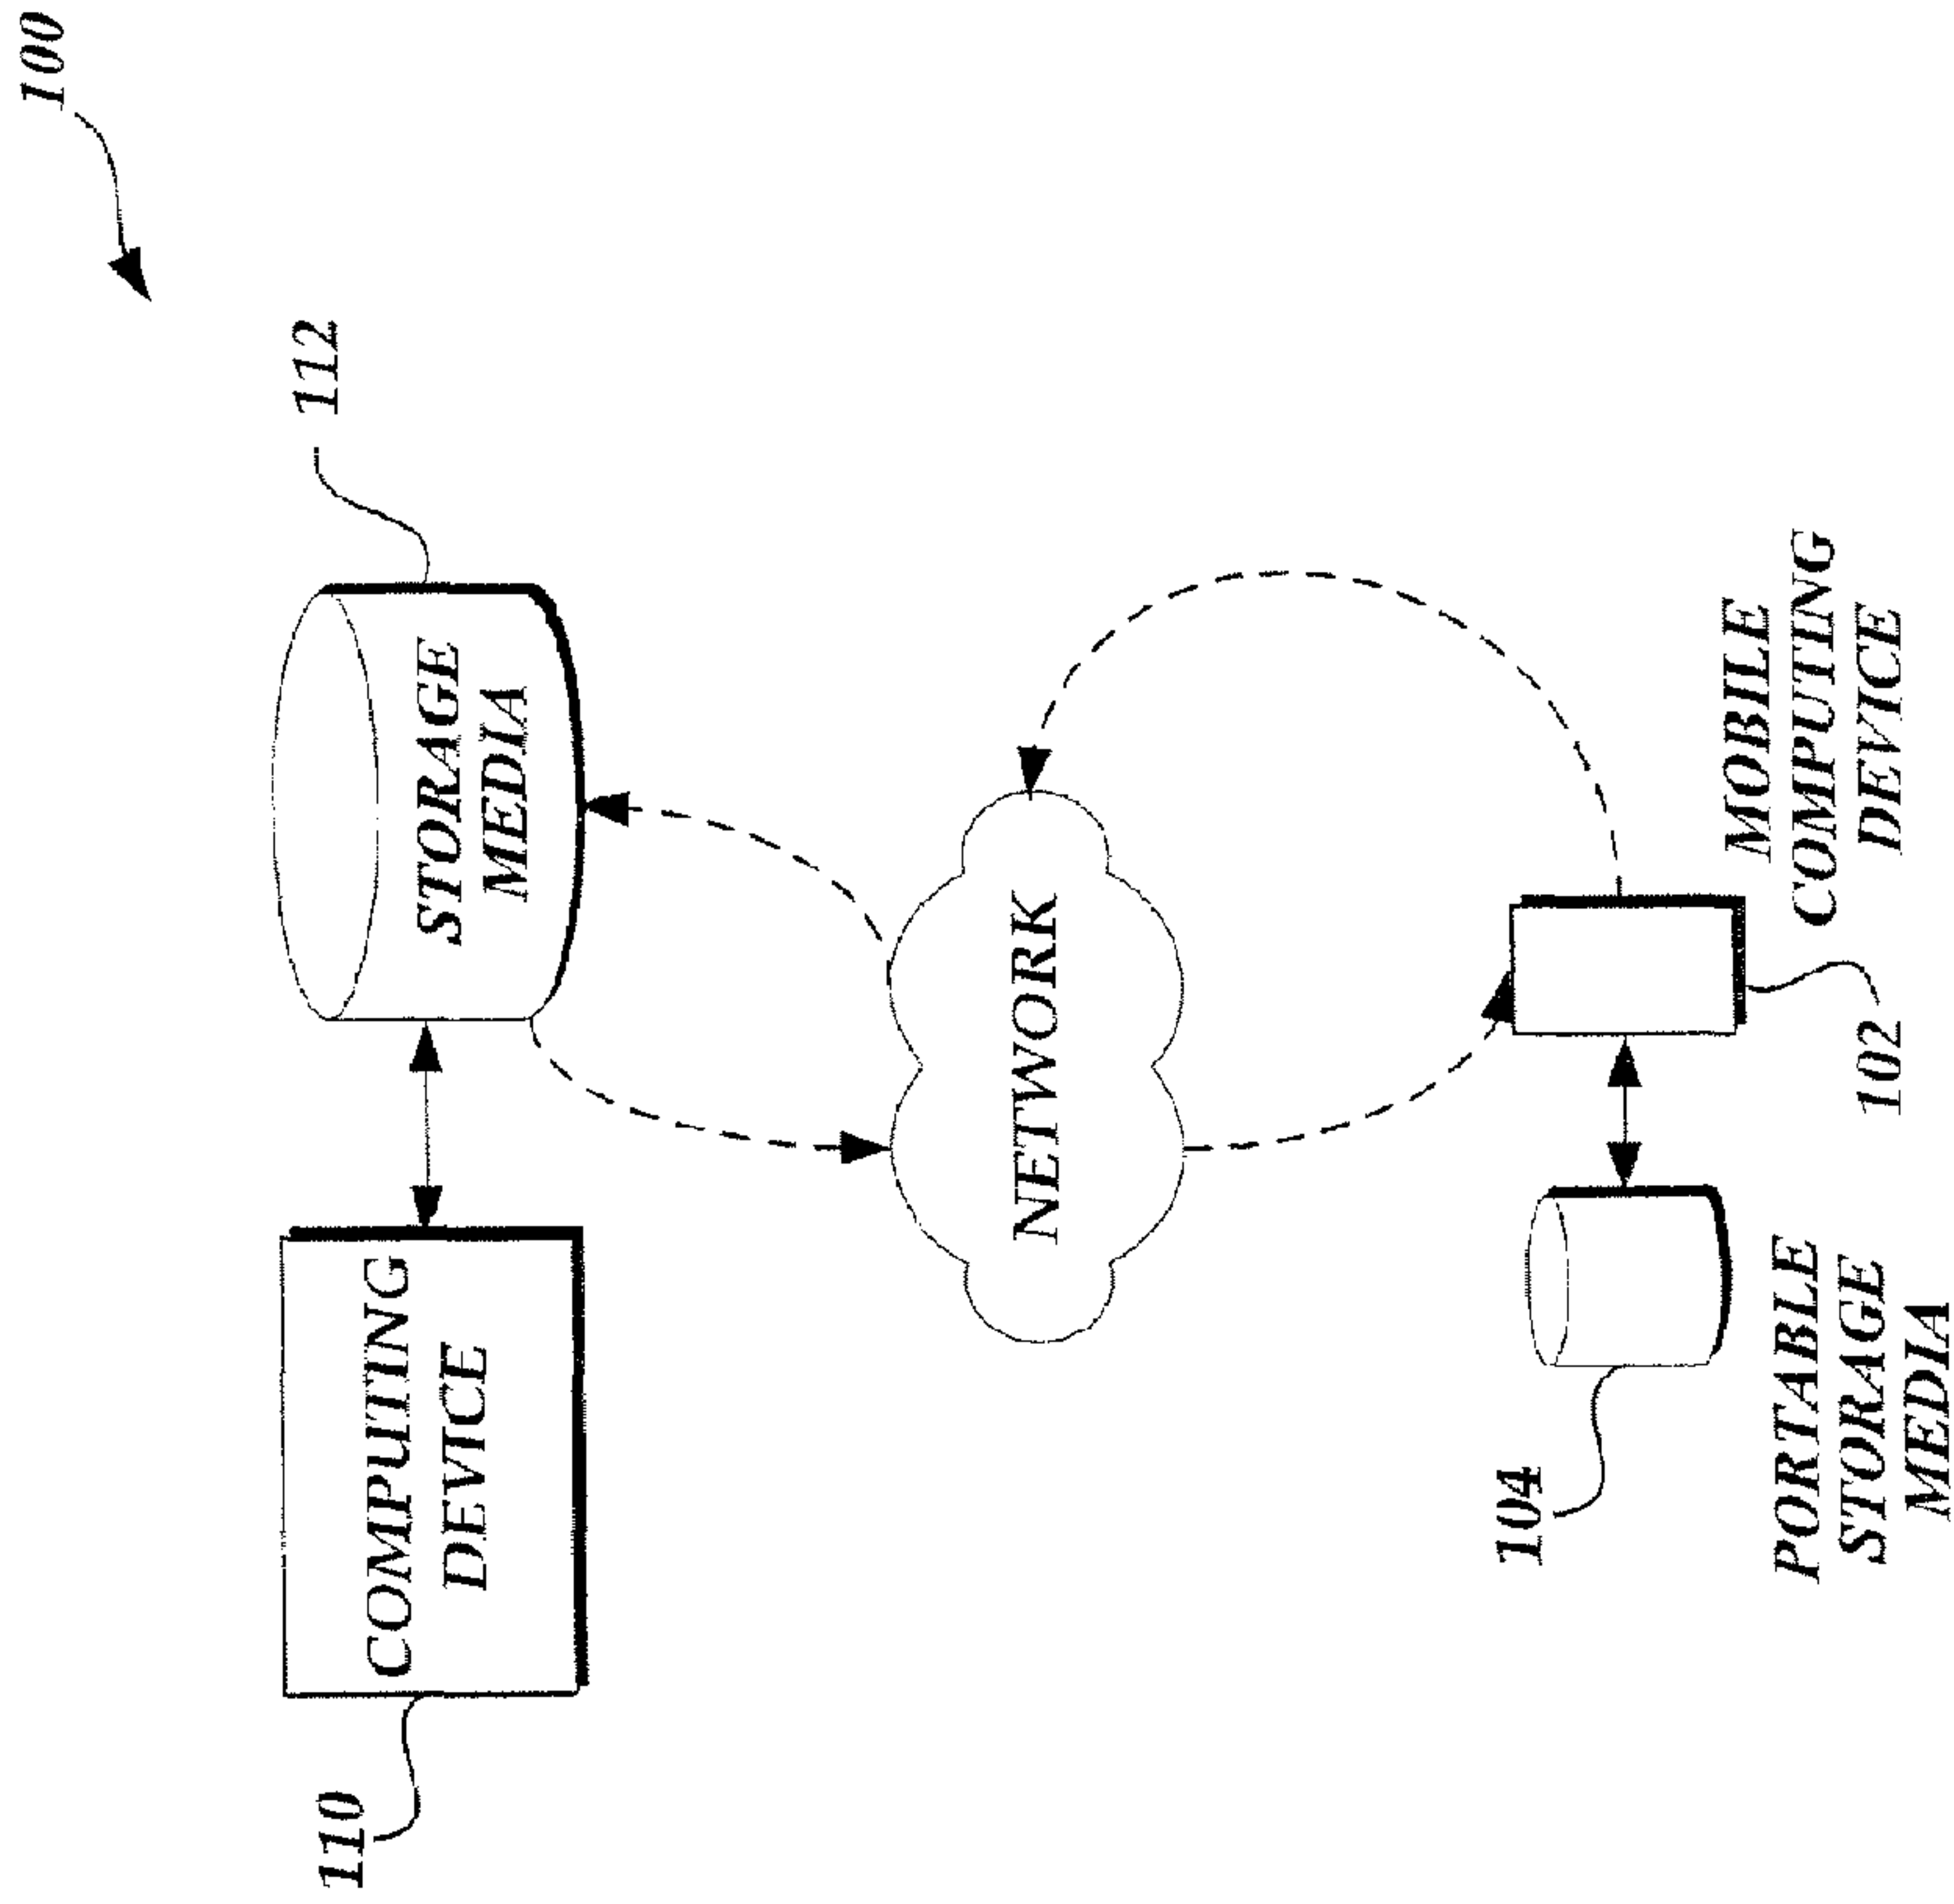 100
112
STORAGE
MEDIA
COMPUTING
DEVICE
110
NETWORK
MOBILE
COMPUTING
DEVICE
102
104
PORTABLE
STORAGE
MEDIA